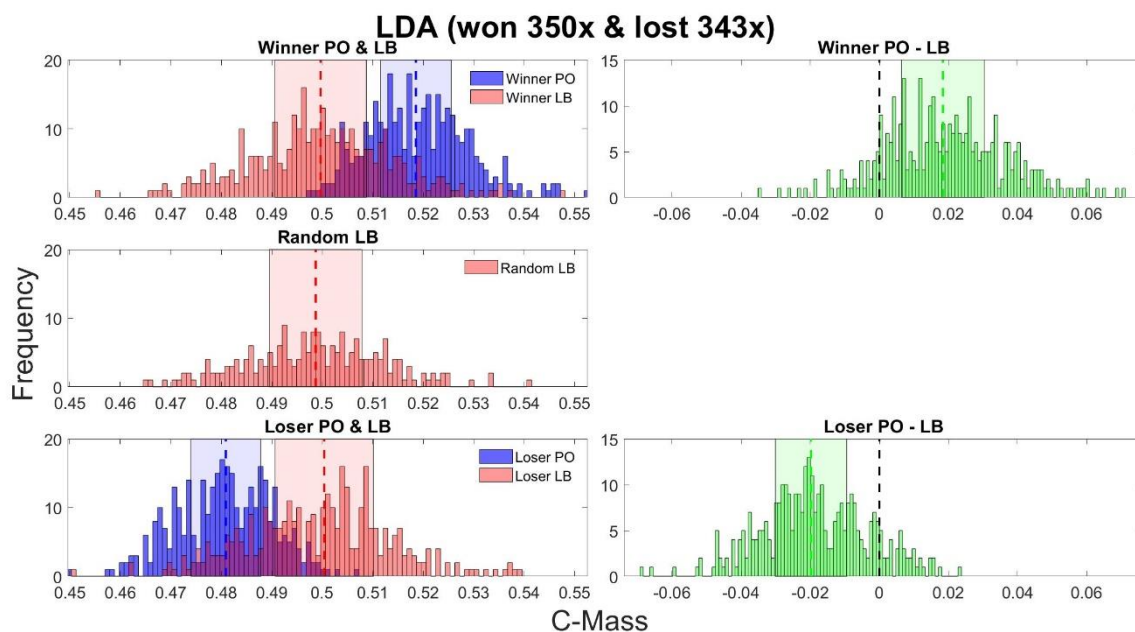 LDA (won 350x & lost 343x)
Winner PO & LB
20
15
10
5
0
Winner PO
Winner LB
0.45 0.46 0.47 0.48 0.49 0.5 0.51 0.52 0.53 0.54 0.55
Winner PO - LB
15
10
5
0
-0.06 -0.04 -0.02 0 0.02 0.04 0.06
Random LB
20
10
0
Random LB
0.45 0.46 0.47 0.48 0.49 0.5 0.51 0.52 0.53 0.54 0.55
Frequency
Loser PO & LB
20
15
10
5
0
Loser PO
Loser LB
0.45 0.46 0.47 0.48 0.49 0.5 0.51 0.52 0.53 0.54 0.55
Loser PO - LB
15
10
5
0
-0.06 -0.04 -0.02 0 0.02 0.04 0.06
C-Mass